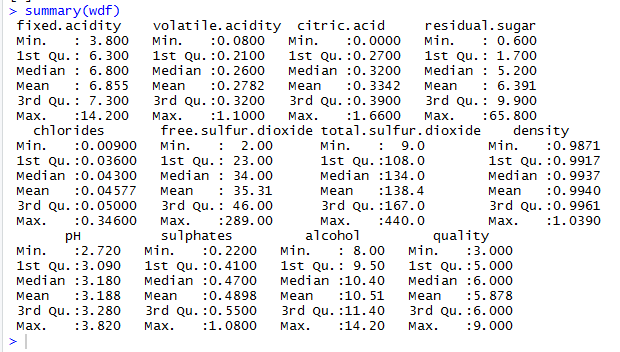 > summary(wdf)
 fixed.acidity    volatile.acidity  citric.acid     residual.sugar
 Min.   : 3.800   Min.   :0.0800   Min.   :0.0000   Min.   : 0.600
 1st Qu.: 6.300   1st Qu.:0.2100   1st Qu.:0.2700   1st Qu.: 1.700
 Median : 6.800   Median :0.2600   Median :0.3200   Median : 5.200
 Mean   : 6.855   Mean   :0.2782   Mean   :0.3342   Mean   : 6.391
 3rd Qu.: 7.300   3rd Qu.:0.3200   3rd Qu.:0.3900   3rd Qu.: 9.900
 Max.   :14.200   Max.   :1.1000   Max.   :1.6600   Max.   :65.800
   chlorides       free.sulfur.dioxide total.sulfur.dioxide    density
 Min.   :0.00900   Min.   :  2.00      Min.   :  9.0        Min.   :0.9871
 1st Qu.:0.03600   1st Qu.: 23.00      1st Qu.:108.0        1st Qu.:0.9917
 Median :0.04300   Median : 34.00      Median :134.0        Median :0.9937
 Mean   :0.04577   Mean   : 35.31      Mean   :138.4        Mean   :0.9940
 3rd Qu.:0.05000   3rd Qu.: 46.00      3rd Qu.:167.0        3rd Qu.:0.9961
 Max.   :0.34600   Max.   :289.00      Max.   :440.0        Max.   :1.0390
       pH          sulphates         alcohol         quality
 Min.   :2.720   Min.   :0.2200   Min.   : 8.00   Min.   :3.000
 1st Qu.:3.090   1st Qu.:0.4100   1st Qu.: 9.50   1st Qu.:5.000
 Median :3.180   Median :0.4700   Median :10.40   Median :6.000
 Mean   :3.188   Mean   :0.4898   Mean   :10.51   Mean   :5.878
 3rd Qu.:3.280   3rd Qu.:0.5500   3rd Qu.:11.40   3rd Qu.:6.000
 Max.   :3.820   Max.   :1.0800   Max.   :14.20   Max.   :9.000
>